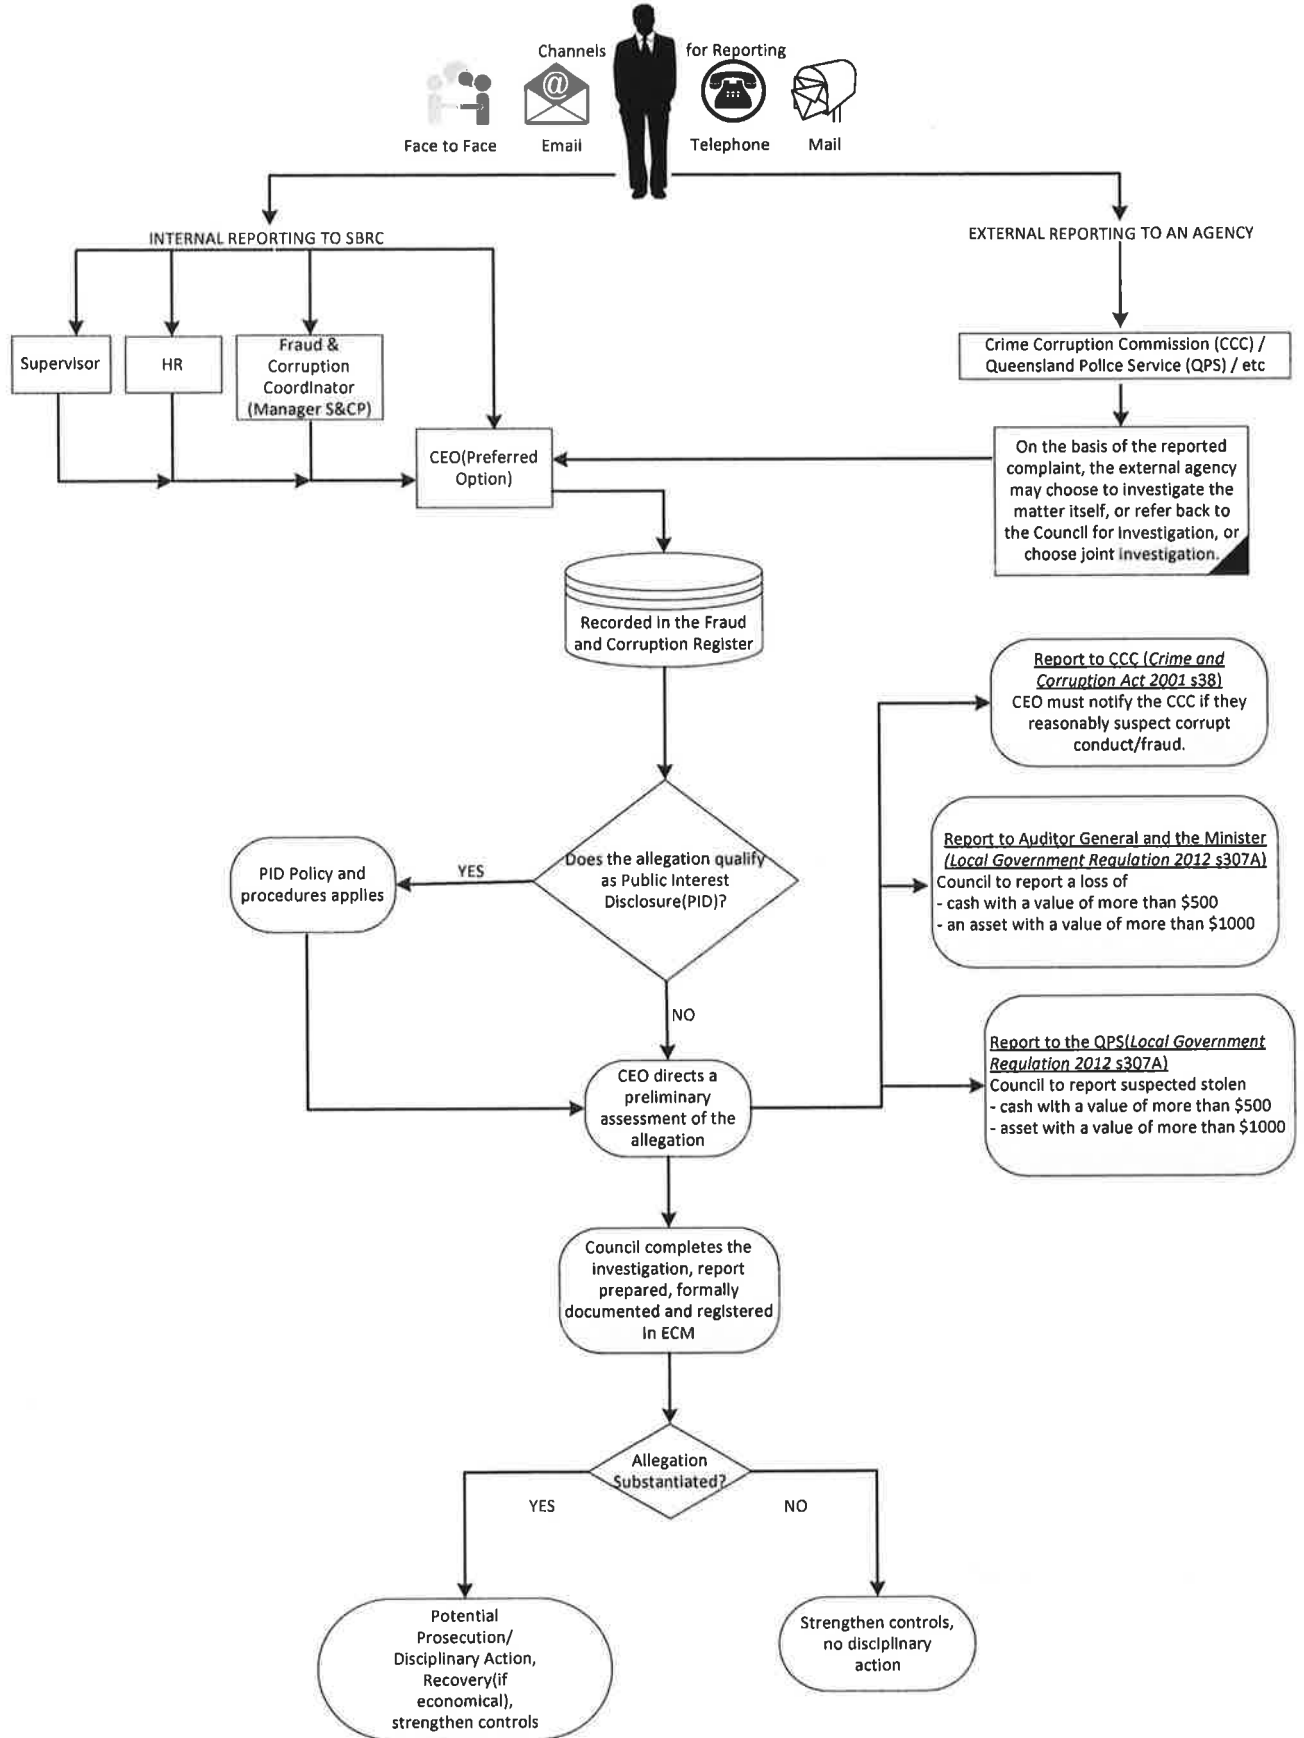 Channels for Reporting
@
Face to Face
Email
Telephone
Mail
INTERNAL REPORTING TO SBRC
EXTERNAL REPORTING TO AN AGENCY
Supervisor
HR
Fraud &
Corruption
Coordinator
(Manager S&CP)
CEO(Preferred
Option)
Crime Corruption Commission (CCC) /
Queensland Police Service (QPS) / etc
On the basis of the reported
complaint, the external agency
may choose to investigate the
matter itself, or refer back to
the Council for Investigation, or
choose joint investigation.
Recorded in the Fraud
and Corruption Register
Report to CCC (Crime and
Corruption Act 2001 s38)
CEO must notify the CCC if they
reasonably suspect corrupt
conduct/fraud.
Does the allegation qualify
as Public Interest
Disclosure(PID)?
YES
PID Policy and
procedures applies
Report to Auditor General and the Minister
(Local Government Regulation 2012 s307A)
Council to report a loss of
- cash with a value of more than $500
- an asset with a value of more than $1000
NO
Report to the QPS(Local Government
Regulation 2012 s307A)
Council to report suspected stolen
- cash with a value of more than $500
- asset with a value of more than $1000
CEO directs a
preliminary
assessment of the
allegation
Council completes the
investigation, report
prepared, formally
documented and registered
in ECM
Allegation
Substantiated?
YES
NO
Potential
Prosecution/
Disciplinary Action,
Recovery(if
economical),
strengthen controls
Strengthen controls,
no disciplinary
action